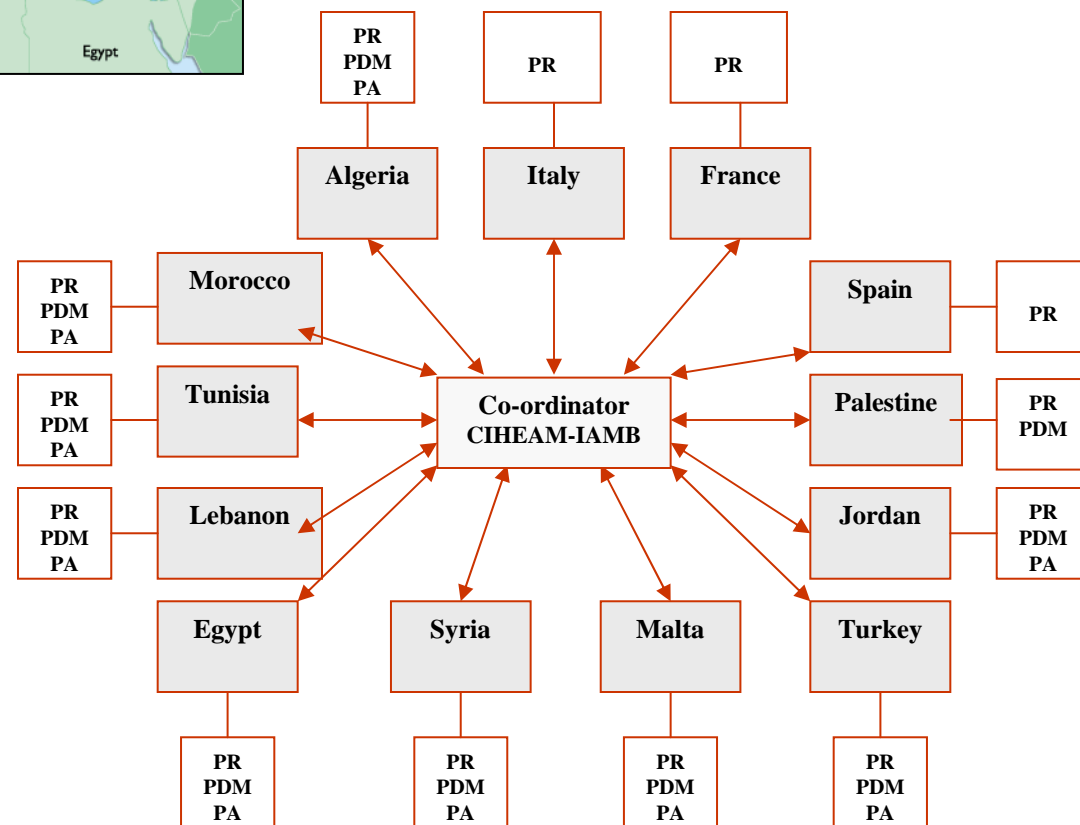 Egypt
PR
PDM
PA
PR
PR
Algeria
Italy
France
PR
PDM
PA
Morocco
Spain
PR
PR
PDM
PA
Tunisia
Co-ordinator
CIHEAM-IAMB
Palestine
PR
PDM
PR
PDM
PA
Lebanon
Jordan
PR
PDM
PA
Egypt
Syria
Malta
Turkey
PR
PDM
PA
PR
PDM
PA
PR
PDM
PA
PR
PDM
PA